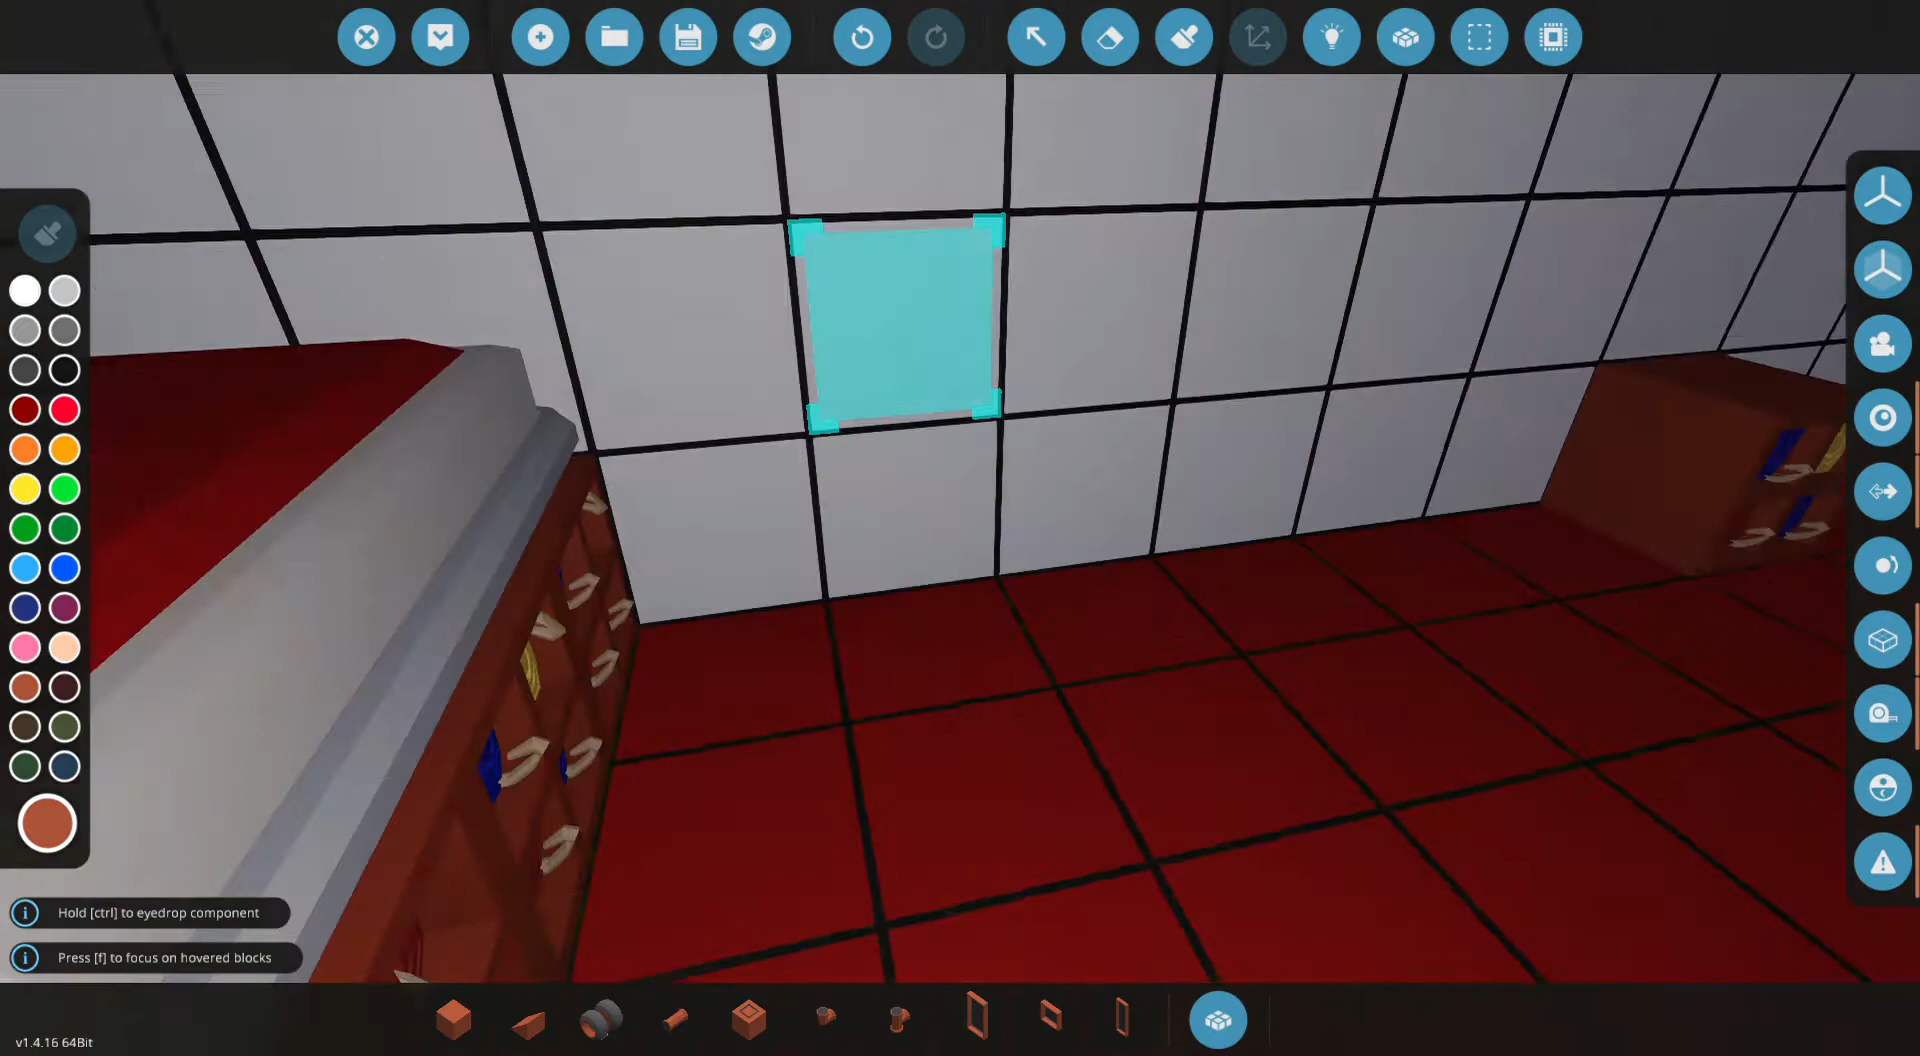 Hold [ctrl] to eyedrop component
Press [f] to focus on hovered blocks
v1.4.16 64Bit